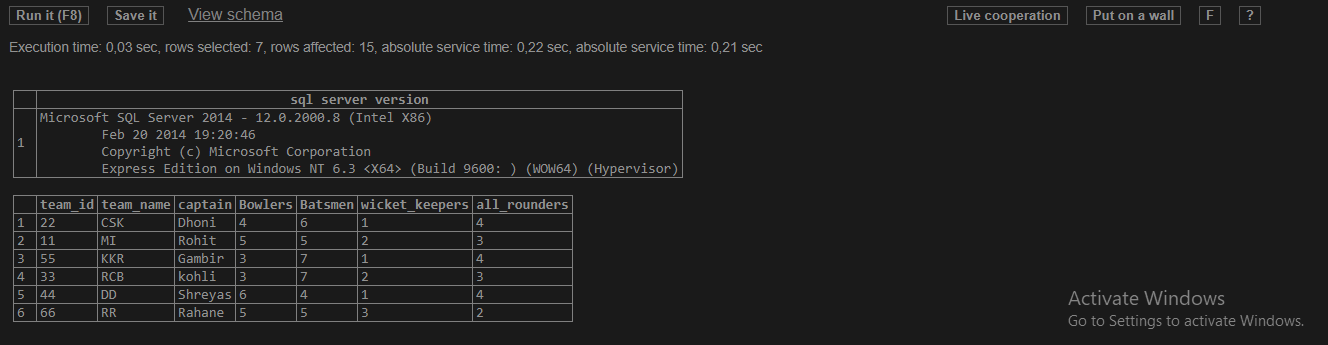 Run it (F8) Save it View schema Live cooperation Put on a wall F ?
Execution time: 0,03 sec, rows selected: 7, rows affected: 15, absolute service time: 0,22 sec, absolute service time: 0,21 sec
sql server version
1 Microsoft SQL Server 2014 - 12.0.2000.8 (Intel X86)
Feb 20 2014 19:20:46
Copyright (c) Microsoft Corporation
Express Edition on Windows NT 6.3 <X64> (Build 9600: ) (WOW64) (Hypervisor)
team_id team_name captain Bowlers Batsmen wicket_keepers all_rounders
1 22 CSK Dhoni 4 6 1 4
2 11 MI Rohit 5 5 2 3
3 55 KKR Gambir 3 7 1 4
4 33 RCB kohli 3 7 2 3
5 44 DD Shreyas 6 4 1 4
6 66 RR Rahane 5 5 3 2
Activate Windows
Go to Settings to activate Windows.